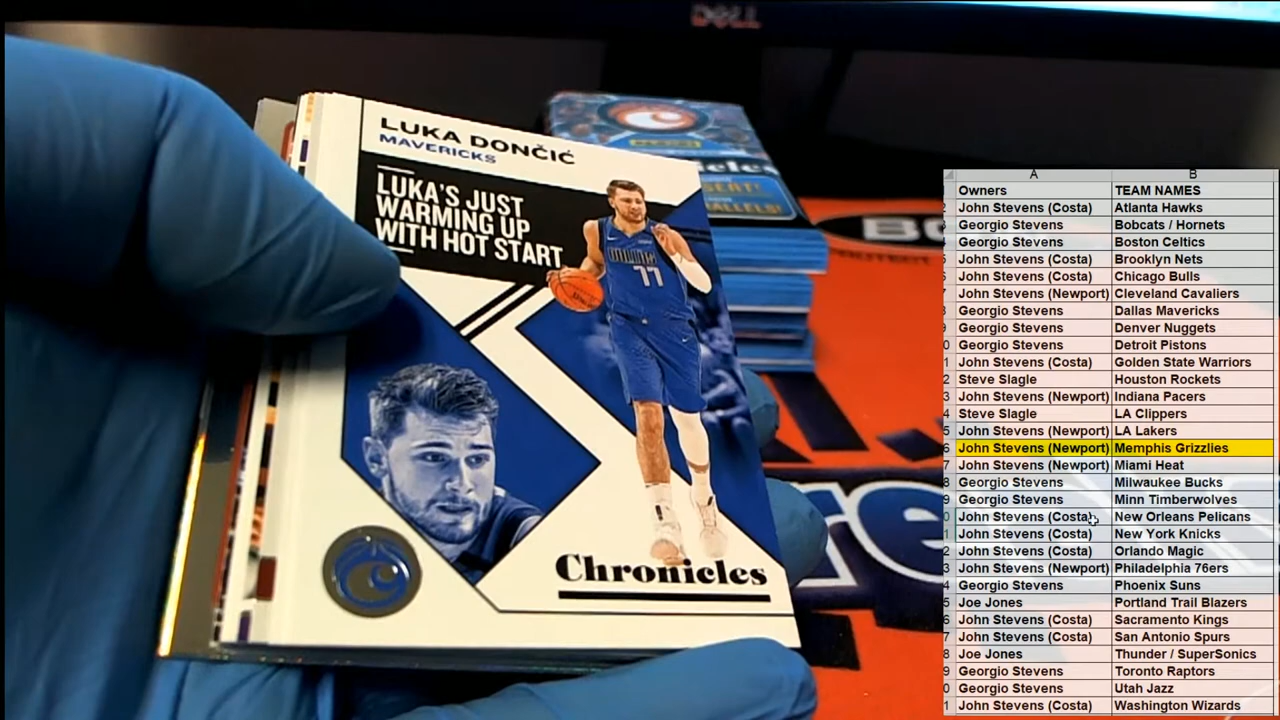 DELL
LUKA DONČIĆ
MAVERICKS
LUKA'S JUST
WARMING UP
WITH HOT START
DALLAS
77
Chronicles
PANINI
A B
Owners TEAM NAMES
John Stevens (Costa) Atlanta Hawks
Georgio Stevens Bobcats / Hornets
Georgio Stevens Boston Celtics
John Stevens (Costa) Brooklyn Nets
John Stevens (Costa) Chicago Bulls
John Stevens (Newport) Cleveland Cavaliers
Georgio Stevens Dallas Mavericks
Georgio Stevens Denver Nuggets
Georgio Stevens Detroit Pistons
John Stevens (Costa) Golden State Warriors
Steve Slagle Houston Rockets
John Stevens (Newport) Indiana Pacers
Steve Slagle LA Clippers
John Stevens (Newport) LA Lakers
John Stevens (Newport) Memphis Grizzlies
John Stevens (Newport) Miami Heat
Georgio Stevens Milwaukee Bucks
Georgio Stevens Minn Timberwolves
John Stevens (Costa) New Orleans Pelicans
John Stevens (Costa) New York Knicks
John Stevens (Costa) Orlando Magic
John Stevens (Newport) Philadelphia 76ers
Georgio Stevens Phoenix Suns
Joe Jones Portland Trail Blazers
John Stevens (Costa) Sacramento Kings
John Stevens (Costa) San Antonio Spurs
Joe Jones Thunder / SuperSonics
Georgio Stevens Toronto Raptors
Georgio Stevens Utah Jazz
John Stevens (Costa) Washington Wizards